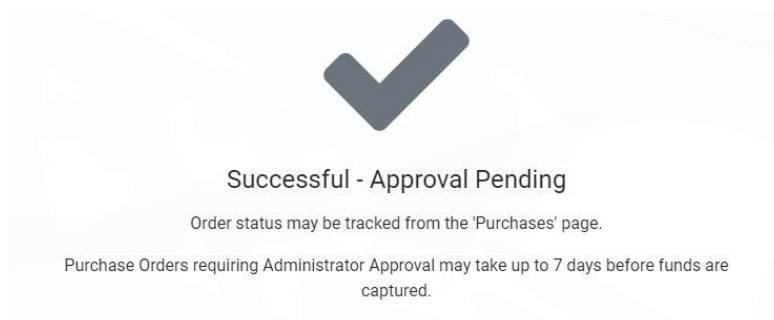 Successful - Approval Pending
Order status may be tracked from the 'Purchases' page.
Purchase Orders requiring Administrator Approval may take up to 7 days before funds are
captured.